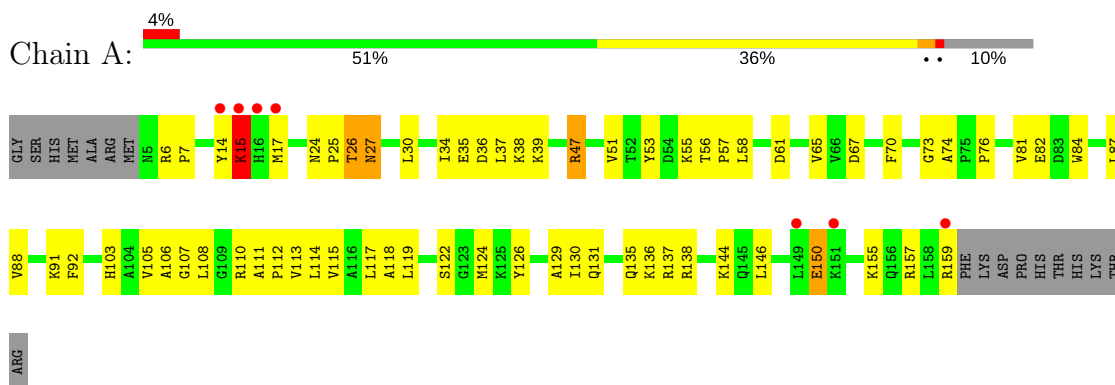 4%
Chain A:
51% 36% • • 10%
GLY SER HIS MET ALA ARG MET N5 R6 P7 Y14 K15 H16 M17 N24 P25 T26 N27 L30 I34 E35 D36 L37 K38 K39 R47 V51 T52 Y53 D54 K55 T56 P57 L58 D61 V65 V66 D67 F70 G73 A74 P75 P76 V81 E82 D83 W84 L87
V88 K91 F92 H103 A104 V105 A106 G107 L108 G109 R110 A111 P112 V113 L114 V115 A116 L117 A118 L119 S122 G123 M124 K125 Y126 A129 I130 Q131 Q135 K136 R137 R138 K144 Q145 L146 L149 E150 K151 K155 Q156 R157 L158 R159 PHE LYS ASP PRO HIS THR HIS LYS THR
ARG